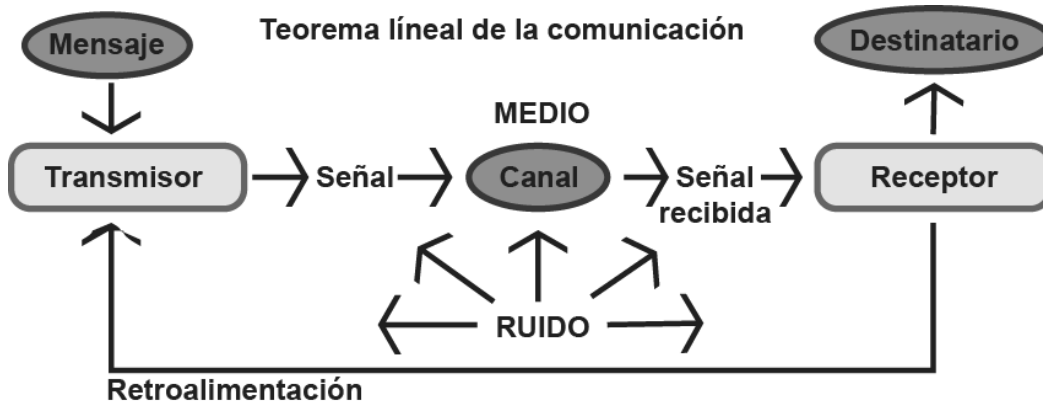 Teorema líneal de la comunicación
Mensaje
Destinatario
MEDIO
Transmisor
Señal
Canal
Señal
recibida
Receptor
RUIDO
Retroalimentación